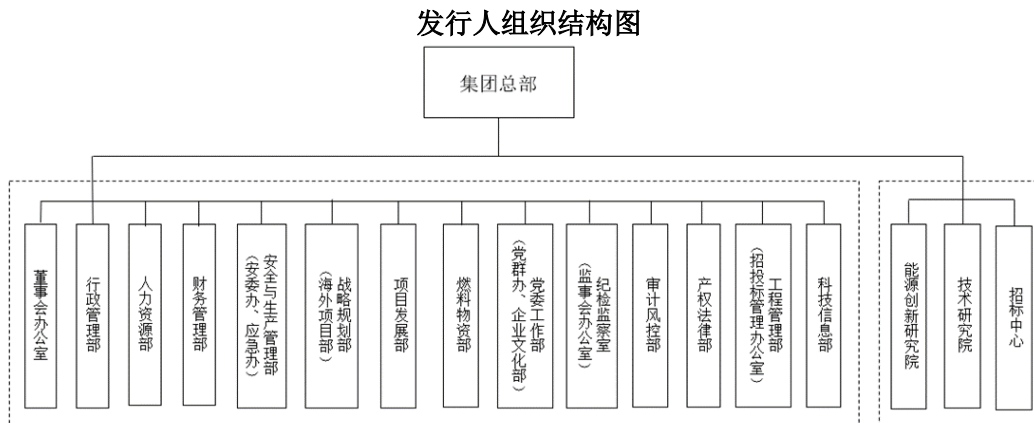 发行人组织结构图
集团总部
董事会办公室
行政管理部
人力资源部
财务管理部
安全与生产管理部
（安委办、应急办）
战略规划部
（海外项目部）
项目发展部
燃料物资部
党委工作部
（党群办、企业文化部）
纪检监察室
（监事会办公室）
审计风控部
产权法律部
工程管理部
（招投标管理办公室）
科技信息部
能源创新研究院
技术研究院
招标中心